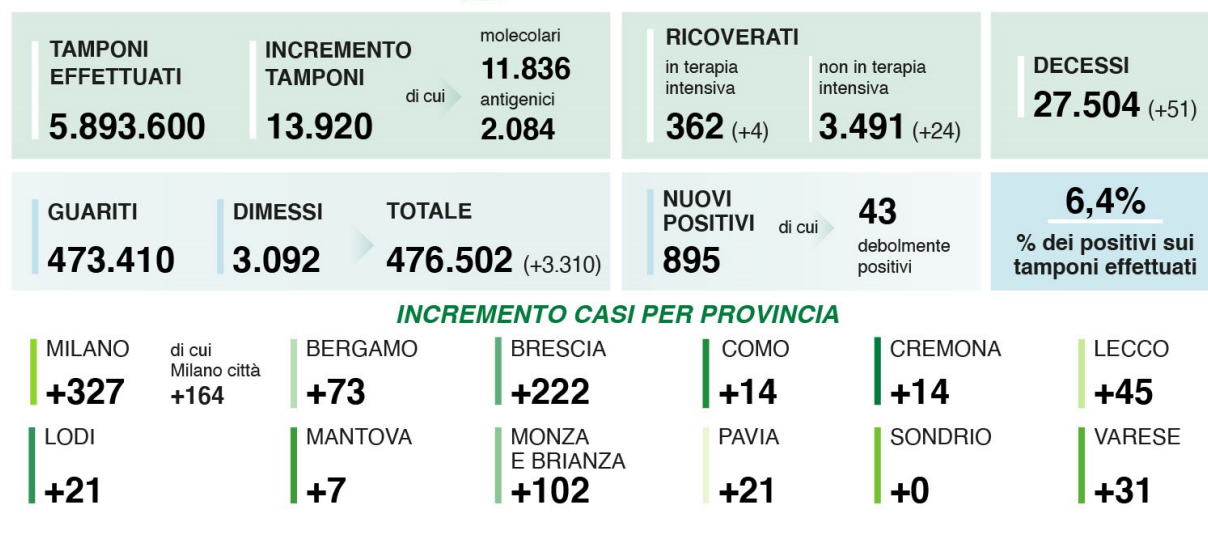 TAMPONI
EFFETTUATI
5.893.600
INCREMENTO
TAMPONI
13.920
di cui
molecolari
11.836
antigenici
2.084
RICOVERATI
in terapia
intensiva
362 (+4)
non in terapia
intensiva
3.491 (+24)
DECESSI
27.504 (+51)
GUARITI
473.410
DIMESSI
3.092
TOTALE
476.502 (+3.310)
NUOVI
POSITIVI
895
di cui
43
debolmente
positivi
6,4%
% dei positivi sui
tamponi effettuati
INCREMENTO CASI PER PROVINCIA
MILANO
+327
di cui
Milano città
+164
BERGAMO
+73
BRESCIA
+222
COMO
+14
CREMONA
+14
LECCO
+45
LODI
+21
MANTOVA
+7
MONZA
E BRIANZA
+102
PAVIA
+21
SONDRIO
+0
VARESE
+31